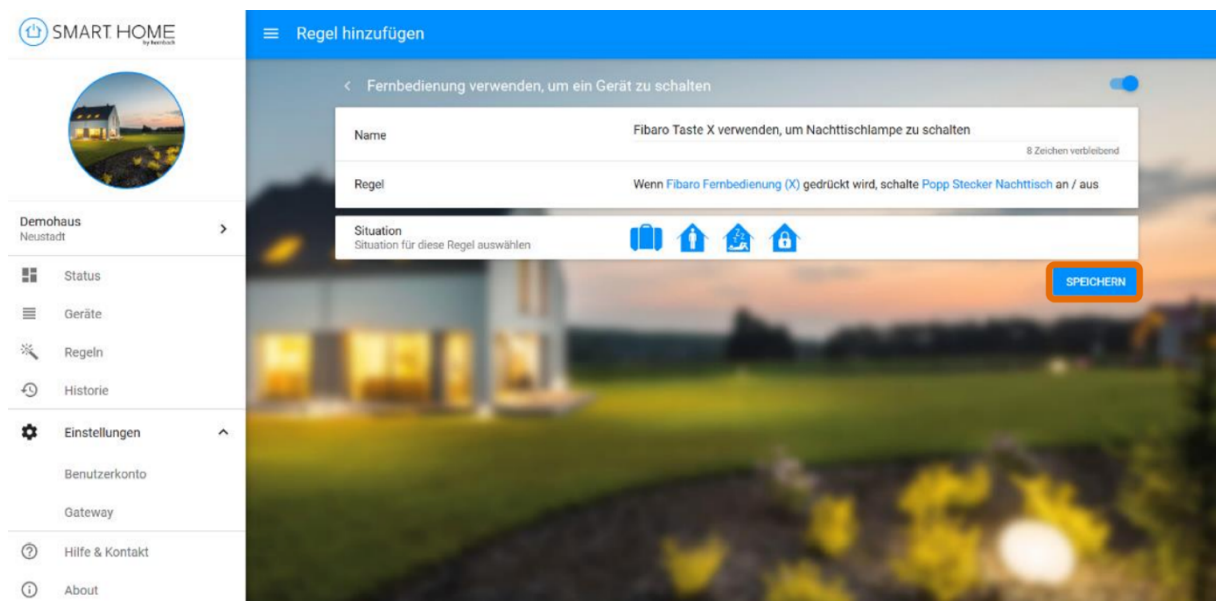 SMART HOME
by hornbach
Regel hinzufügen
Fernbedienung verwenden, um ein Gerät zu schalten
Name
Fibaro Taste X verwenden, um Nachttischlampe zu schalten
8 Zeichen verbleibend
Regel
Wenn Fibaro Fernbedienung (X) gedrückt wird, schalte Popp Stecker Nachttisch an / aus
Situation
Situation für diese Regel auswählen
SPEICHERN
Demohaus
Neustadt
Status
Geräte
Regeln
Historie
Einstellungen
Benutzerkonto
Gateway
Hilfe & Kontakt
About